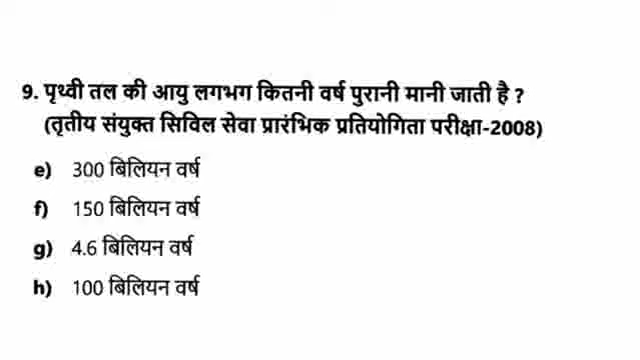 9. पृथ्वी तल की आयु लगभग कितनी वर्ष पुरानी मानी जाती है ?
(तृतीय संयुक्त सिविल सेवा प्रारंभिक प्रतियोगिता परीक्षा-2008)
e) 300 बिलियन वर्ष
f) 150 बिलियन वर्ष
g) 4.6 बिलियन वर्ष
h) 100 बिलियन वर्ष